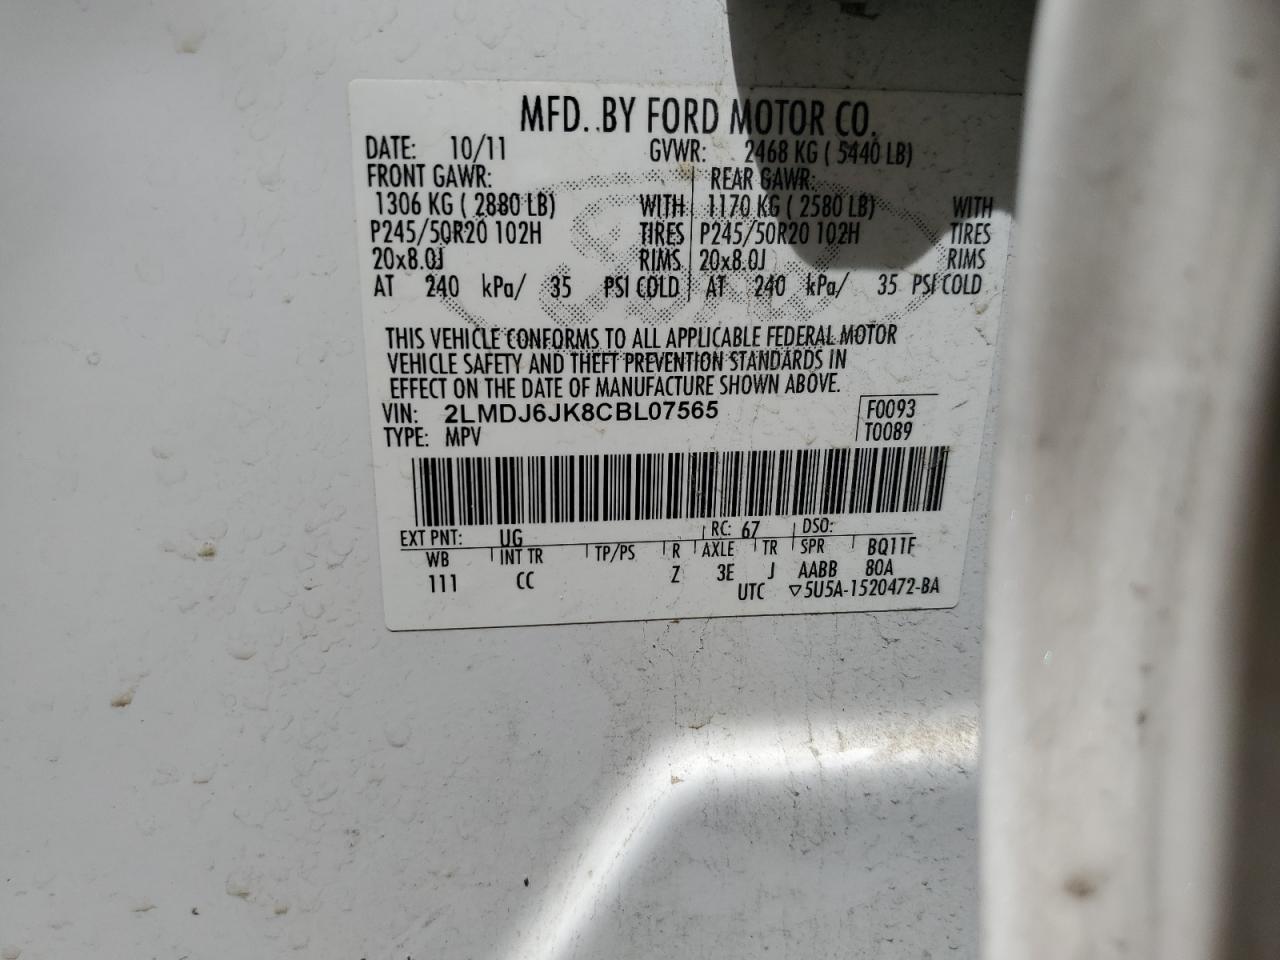 MFD. BY FORD MOTOR CO.
DATE: 10/11 GVWR: 2468 KG ( 5440 LB)
FRONT GAWR: REAR GAWR:
1306 KG ( 2880 LB) WITH 1170 KG ( 2580 LB) WITH
P245/50R20 102H TIRES P245/50R20 102H TIRES
20x8.0J RIMS 20x8.0J RIMS
AT 240 kPa/ 35 PSI COLD AT 240 kPa/ 35 PSI COLD
THIS VEHICLE CONFORMS TO ALL APPLICABLE FEDERAL MOTOR
VEHICLE SAFETY AND THEFT PREVENTION STANDARDS IN
EFFECT ON THE DATE OF MANUFACTURE SHOWN ABOVE.
VIN: 2LMDJ6JK8CBL07565 F0093
TYPE: MPV T0089
EXT PNT: UG RC: 67 DSO:
WB INT TR TP/PS R AXLE TR SPR BQ11F
111 CC Z 3E J AABB 80A
UTC ▽5U5A-1520472-BA